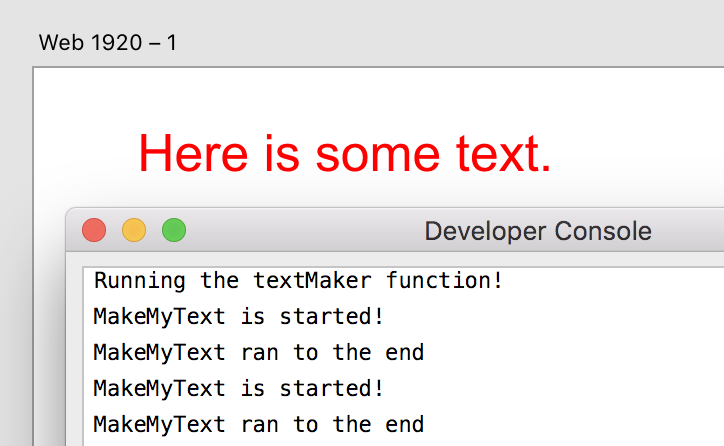 Web 1920 – 1
Here is some text.
Developer Console
Running the textMaker function!
MakeMyText is started!
MakeMyText ran to the end
MakeMyText is started!
MakeMyText ran to the end